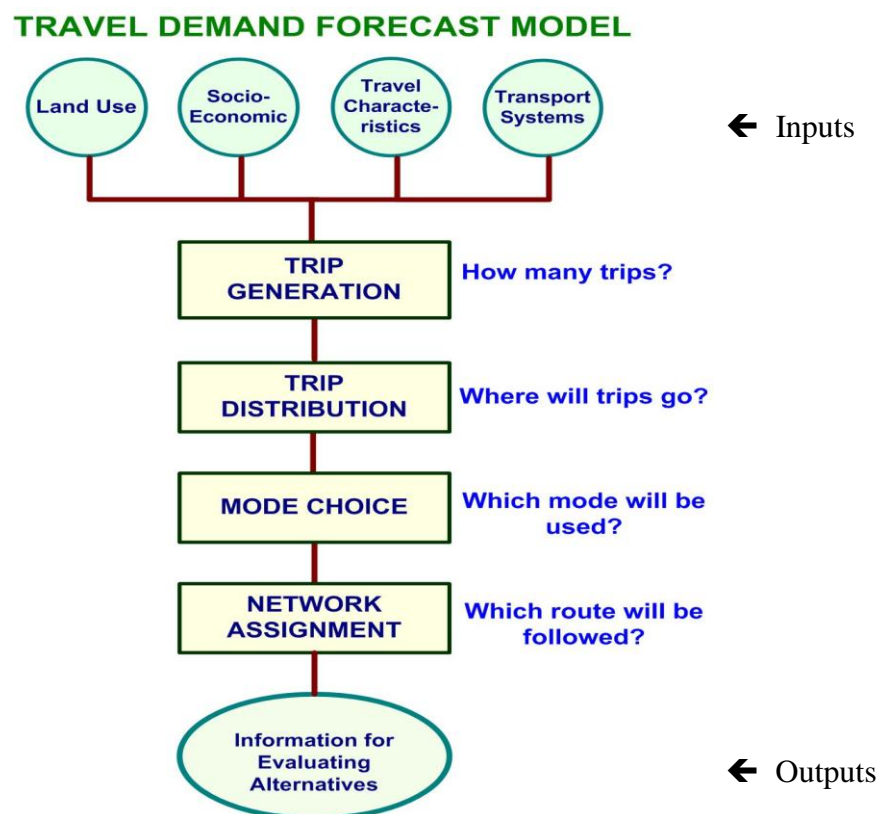 TRAVEL DEMAND FORECAST MODEL
Land Use
Socio-
Economic
Travel
Characte-
ristics
Transport
Systems
← Inputs
TRIP
GENERATION
How many trips?
TRIP
DISTRIBUTION
Where will trips go?
MODE CHOICE
Which mode will be
used?
NETWORK
ASSIGNMENT
Which route will be
followed?
Information for
Evaluating
Alternatives
← Outputs